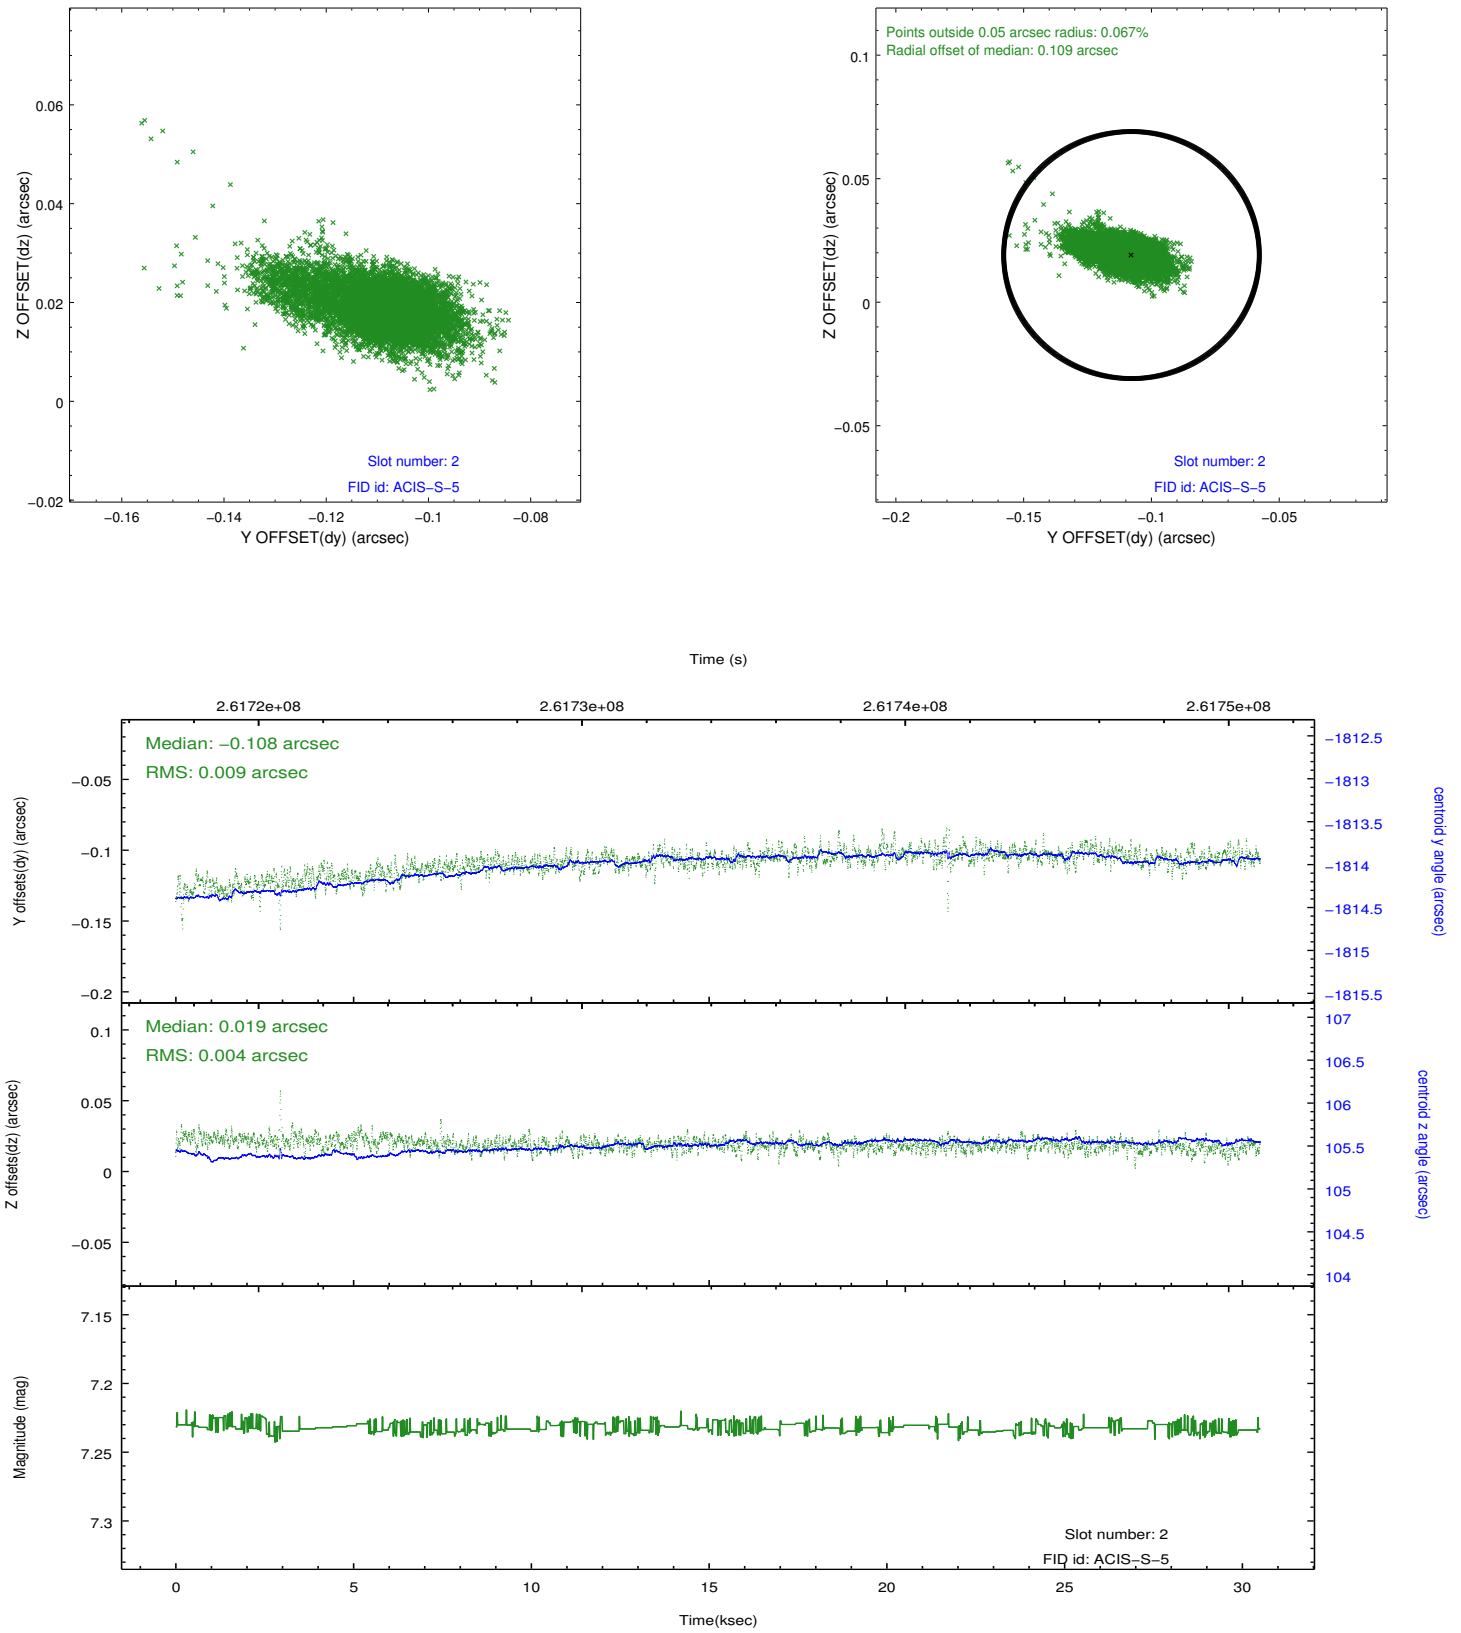 0.06
0.04
0.02
0
−0.02
Z OFFSET(dz) (arcsec)
Slot number: 2
FID id: ACIS−S−5
−0.16 −0.14 −0.12 −0.1 −0.08
Y OFFSET(dy) (arcsec)
Points outside 0.05 arcsec radius: 0.067%
Radial offset of median: 0.109 arcsec
0.1
0.05
0
−0.05
Z OFFSET(dz) (arcsec)
Slot number: 2
FID id: ACIS−S−5
−0.2 −0.15 −0.1 −0.05
Y OFFSET(dy) (arcsec)
Time (s)
2.6172e+08 2.6173e+08 2.6174e+08 2.6175e+08
Median: −0.108 arcsec
RMS: 0.009 arcsec
−0.05
−0.1
−0.15
−0.2
Y offsets(dy) (arcsec)
−1812.5
−1813
−1813.5
−1814
−1814.5
−1815
−1815.5
centroid y angle (arcsec)
Median: 0.019 arcsec
RMS: 0.004 arcsec
0.1
0.05
0
−0.05
Z offsets(dz) (arcsec)
107
106.5
106
105.5
105
104.5
104
centroid z angle (arcsec)
7.15
7.2
7.25
7.3
Magnitude (mag)
Slot number: 2
FID id: ACIS−S−5
0 5 10 15 20 25 30
Time(ksec)